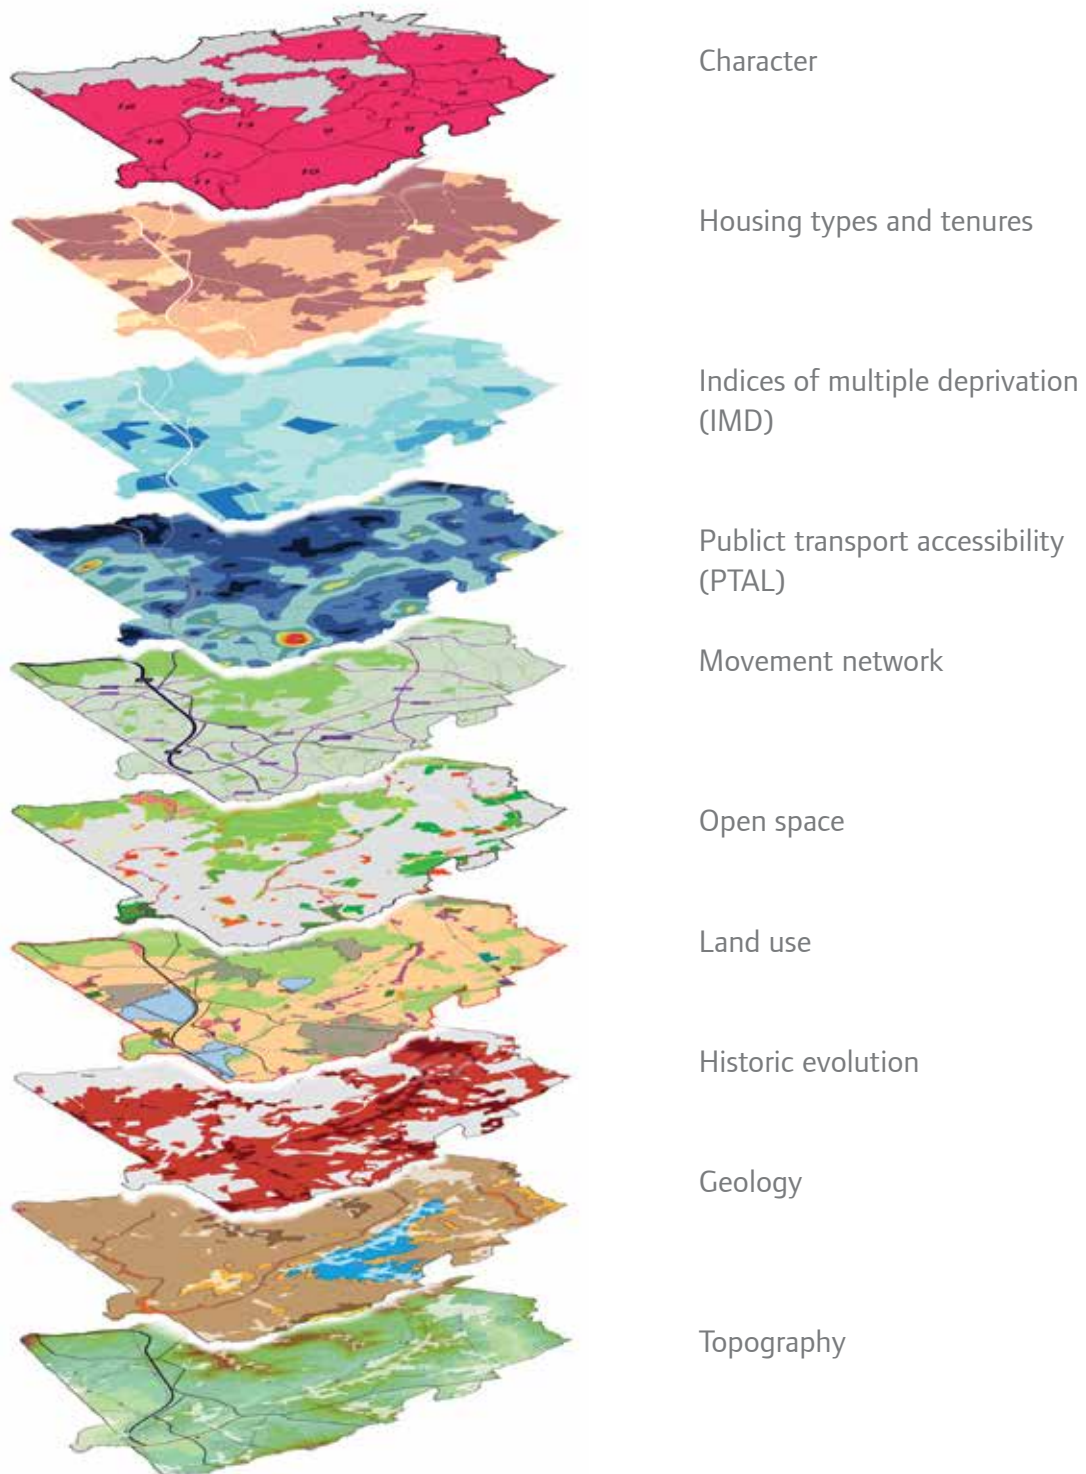 Character
Housing types and tenures
Indices of multiple deprivation
(IMD)
Publict transport accessibility
(PTAL)
Movement network
Open space
Land use
Historic evolution
Geology
Topography